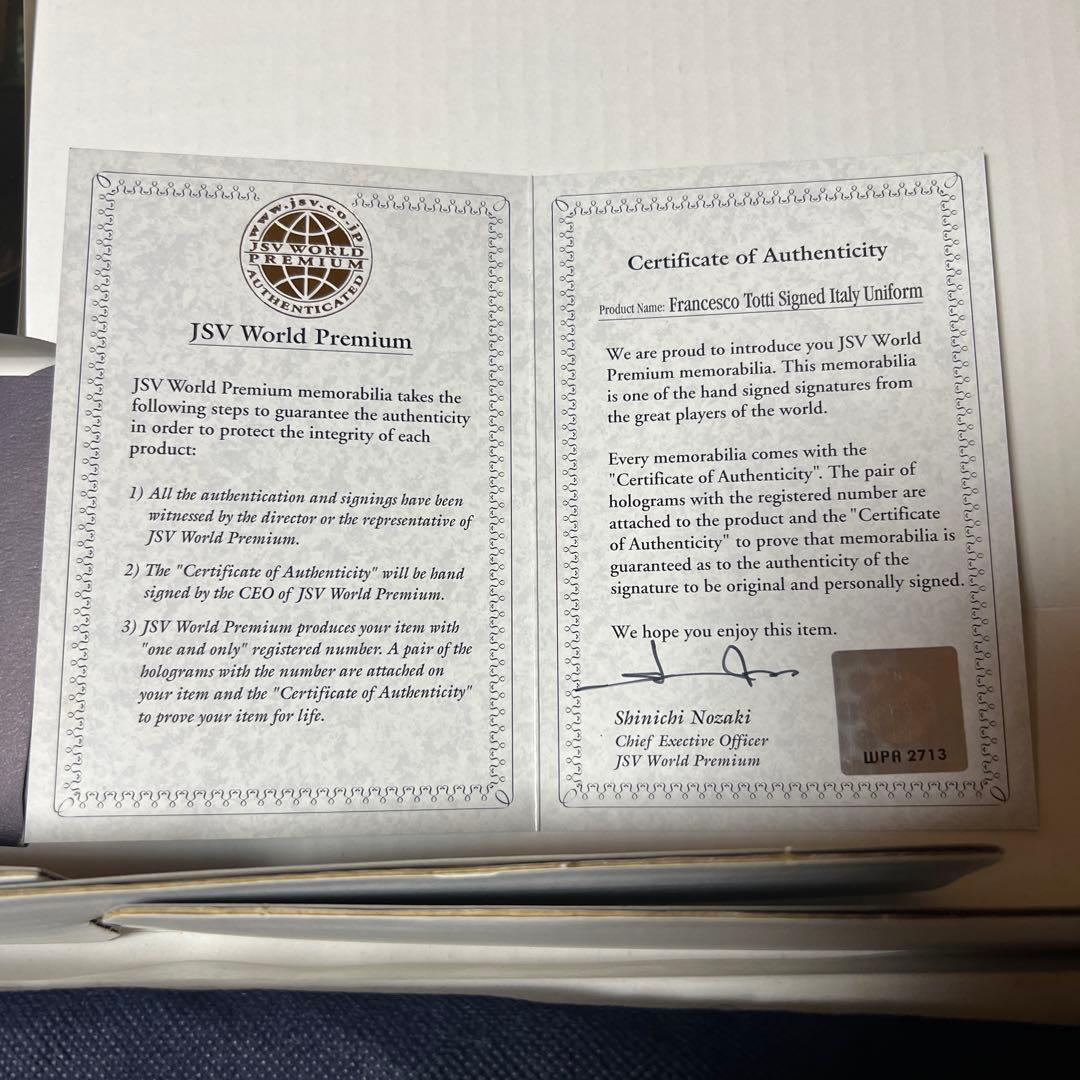 www.jsv.co.jp
JSV WORLD
PREMIUM
AUTHENTICATED
JSV World Premium
JSV World Premium memorabilia takes the
following steps to guarantee the authenticity
in order to protect the integrity of each
product:
1) All the authentication and signings have been
witnessed by the director or the representative of
JSV World Premium.
2) The "Certificate of Authenticity" will be hand
signed by the CEO of JSV World Premium.
3) JSV World Premium produces your item with
"one and only" registered number. A pair of the
holograms with the number are attached on
your item and the "Certificate of Authenticity"
to prove your item for life.
Certificate of Authenticity
Product Name: Francesco Totti Signed Italy Uniform
We are proud to introduce you JSV World
Premium memorabilia. This memorabilia
is one of the hand signed signatures from
the great players of the world.
Every memorabilia comes with the
"Certificate of Authenticity". The pair of
holograms with the registered number are
attached to the product and the "Certificate
of Authenticity" to prove that memorabilia is
guaranteed as to the authenticity of the
signature to be original and personally signed.
We hope you enjoy this item.
Shinichi Nozaki
Chief Exective Officer
JSV World Premium
WPA 2713